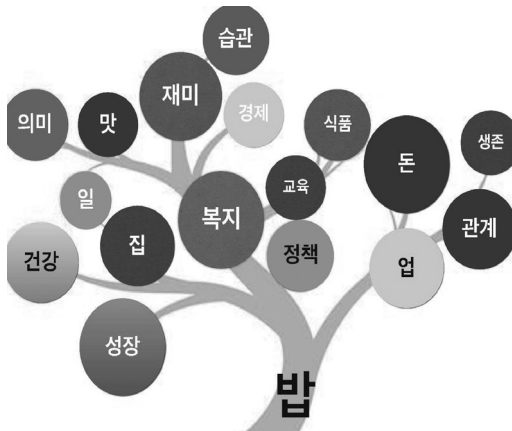 습관
재미
경제
의미
맛
식품
생존
돈
일
교육
복지
관계
집
정책
건강
업
성장
밥